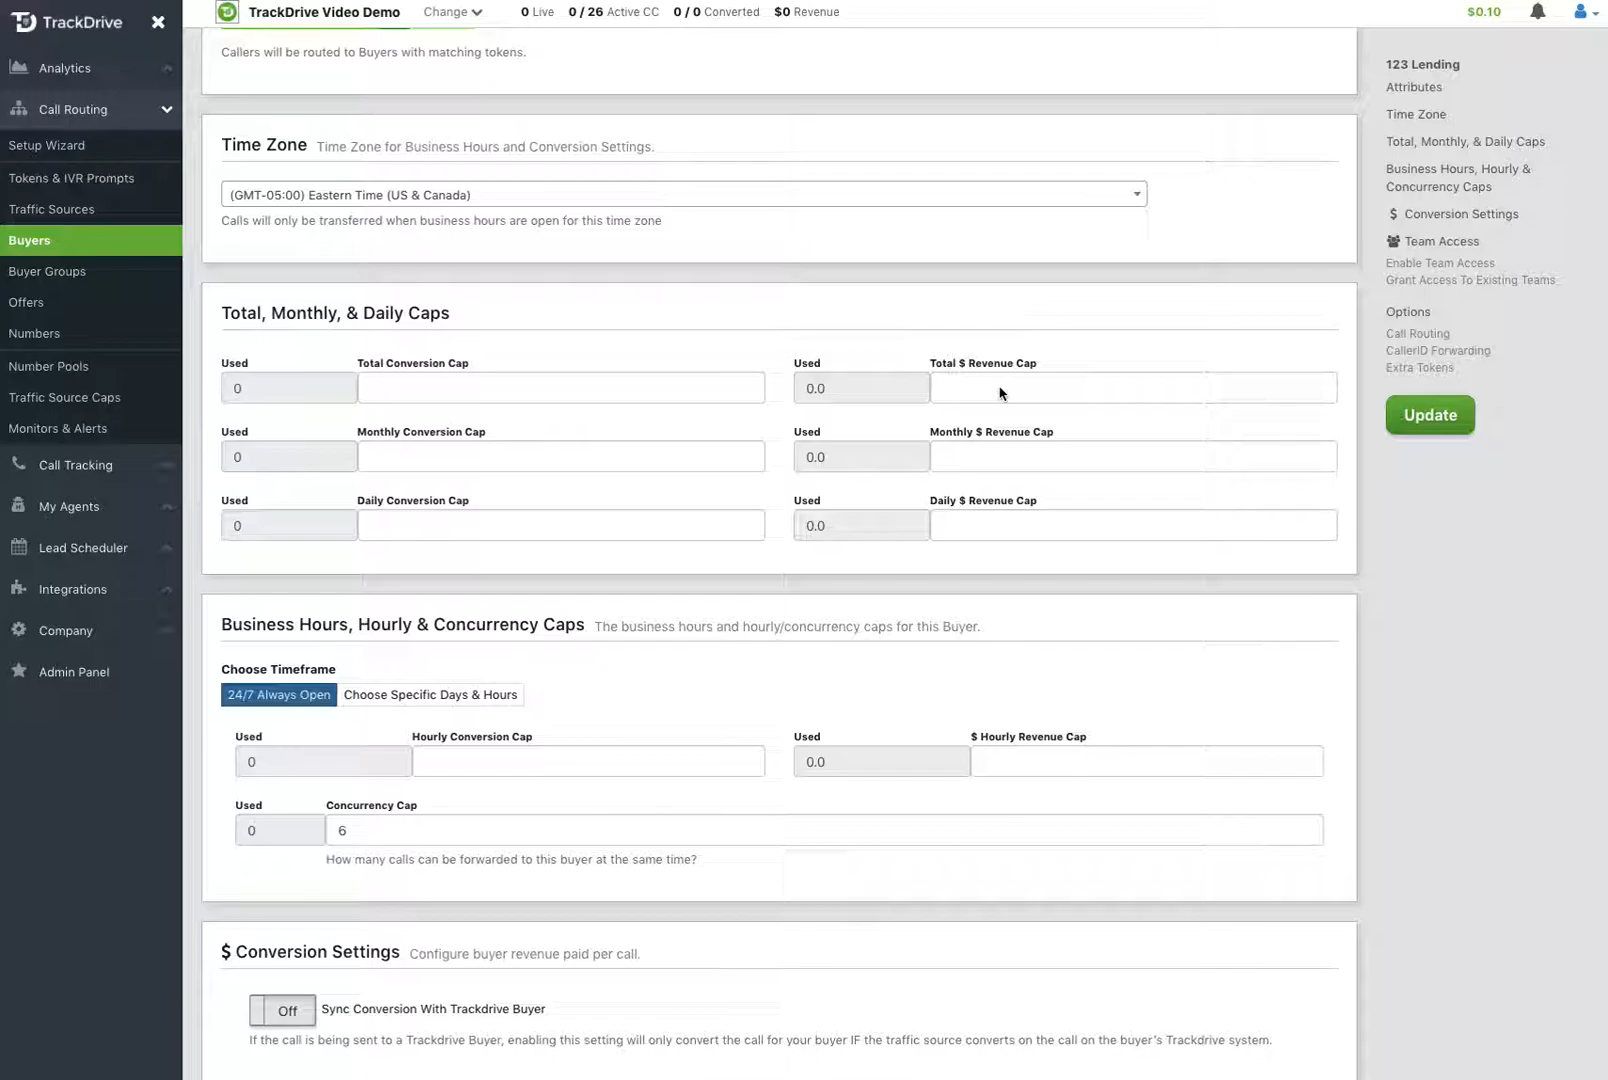 TrackDrive
TrackDrive Video Demo
Change
0 Live
0 / 26 Active CC
0 / 0 Converted
$0 Revenue
$0.10
Analytics
Call Routing
Setup Wizard
Tokens & IVR Prompts
Traffic Sources
Buyers
Buyer Groups
Offers
Numbers
Number Pools
Traffic Source Caps
Monitors & Alerts
Call Tracking
My Agents
Lead Scheduler
Integrations
Company
Admin Panel
Callers will be routed to Buyers with matching tokens.
Time Zone Time Zone for Business Hours and Conversion Settings.
(GMT-05:00) Eastern Time (US & Canada)
Calls will only be transferred when business hours are open for this time zone
Total, Monthly, & Daily Caps
Used Total Conversion Cap Used Total $ Revenue Cap
0 0.0
Used Monthly Conversion Cap Used Monthly $ Revenue Cap
0 0.0
Used Daily Conversion Cap Used Daily $ Revenue Cap
0 0.0
Business Hours, Hourly & Concurrency Caps The business hours and hourly/concurrency caps for this Buyer.
Choose Timeframe
24/7 Always Open Choose Specific Days & Hours
Used Hourly Conversion Cap Used $ Hourly Revenue Cap
0 0.0
Used Concurrency Cap
0 6
How many calls can be forwarded to this buyer at the same time?
$ Conversion Settings Configure buyer revenue paid per call.
Off Sync Conversion With Trackdrive Buyer
If the call is being sent to a Trackdrive Buyer, enabling this setting will only convert the call for your buyer IF the traffic source converts on the call on the buyer's Trackdrive system.
123 Lending
Attributes
Time Zone
Total, Monthly, & Daily Caps
Business Hours, Hourly &
Concurrency Caps
$ Conversion Settings
Team Access
Enable Team Access
Grant Access To Existing Teams
Options
Call Routing
CallerID Forwarding
Extra Tokens
Update